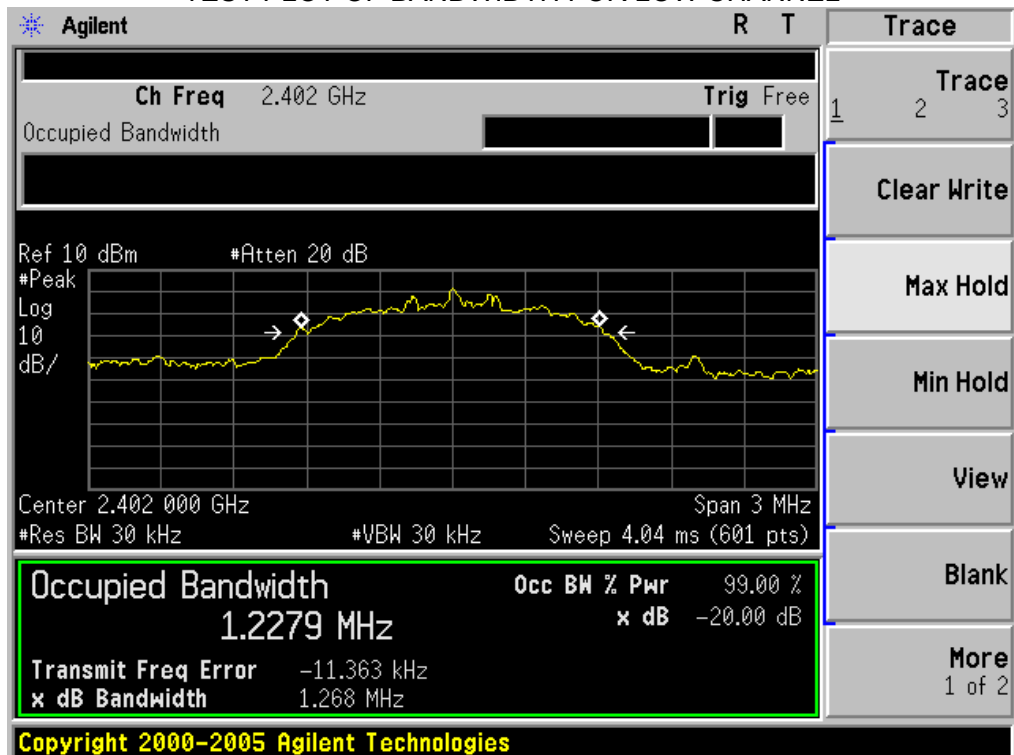 Agilent R T Trace
Ch Freq 2.402 GHz Trig Free
Occupied Bandwidth
Trace
1 2 3
Clear Write
Ref 10 dBm #Atten 20 dB
#Peak
Log
10
dB/
Max Hold
Min Hold
View
Center 2.402 000 GHz Span 3 MHz
#Res BW 30 kHz #VBW 30 kHz Sweep 4.04 ms (601 pts)
Occupied Bandwidth
1.2279 MHz
Occ BW % Pwr 99.00 %
x dB -20.00 dB
Transmit Freq Error -11.363 kHz
x dB Bandwidth 1.268 MHz
Blank
More
1 of 2
Copyright 2000-2005 Agilent Technologies